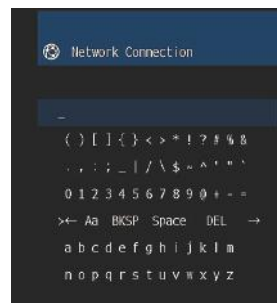 Network Connection
_
( ) [ ] { } < > * ! ? # % &
. , : ; _ | / \ $ ~ ^ ' " `
0 1 2 3 4 5 6 7 8 9 @ + - =
>← Aa BKSP Space DEL →
a b c d e f g h i j k l m
n o p q r s t u v w x y z